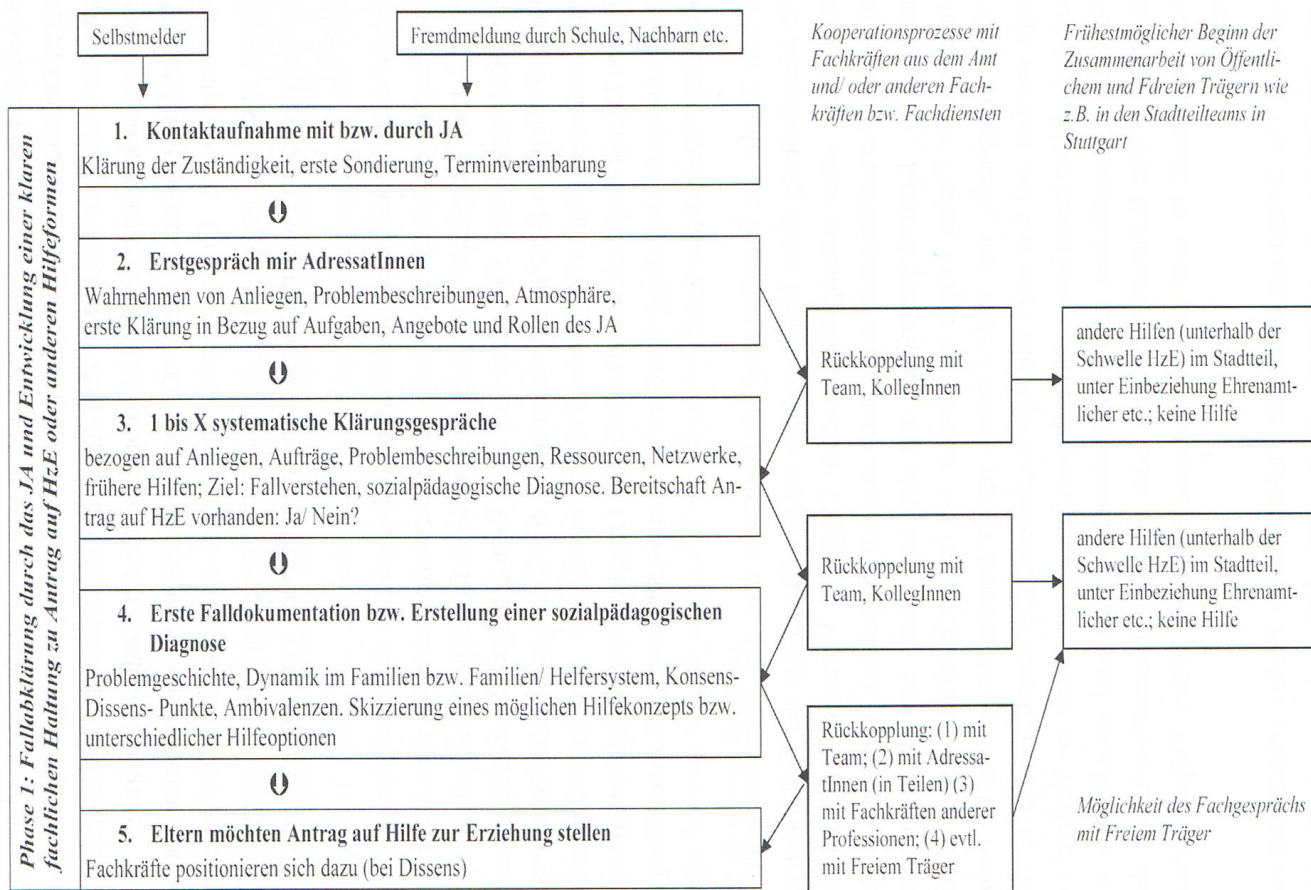 Selbstmelder
Fremdmeldung durch Schule, Nachbarn etc.
Kooperationsprozesse mit
Fachkräften aus dem Amt
und/ oder anderen Fach-
kräften bzw. Fachdiensten
Frühestmöglicher Beginn der
Zusammenarbeit von Öffentli-
chem und Fdreien Trägern wie
z.B. in den Stadtteilteams in
Stuttgart
Phase 1: Fallabklärung durch das JA und Entwicklung einer klaren
fachlichen Haltung zu Antrag auf HzE oder anderen Hilfeformen
1. Kontaktaufnahme mit bzw. durch JA
Klärung der Zuständigkeit, erste Sondierung, Terminvereinbarung
2. Erstgespräch mir AdressatInnen
Wahrnehmen von Anliegen, Problembeschreibungen, Atmosphäre,
erste Klärung in Bezug auf Aufgaben, Angebote und Rollen des JA
Rückkoppelung mit
Team, KollegInnen
andere Hilfen (unterhalb der
Schwelle HzE) im Stadtteil,
unter Einbeziehung Ehrenamt-
licher etc.; keine Hilfe
3. 1 bis X systematische Klärungsgespräche
bezogen auf Anliegen, Aufträge, Problembeschreibungen, Ressourcen, Netzwerke,
frühere Hilfen; Ziel: Fallverstehen, sozialpädagogische Diagnose. Bereitschaft An-
trag auf HzE vorhanden: Ja/ Nein?
Rückkoppelung mit
Team, KollegInnen
andere Hilfen (unterhalb der
Schwelle HzE) im Stadtteil,
unter Einbeziehung Ehrenamt-
licher etc.; keine Hilfe
4. Erste Falldokumentation bzw. Erstellung einer sozialpädagogischen
Diagnose
Problemgeschichte, Dynamik im Familien bzw. Familien/ Helfersystem, Konsens-
Dissens- Punkte, Ambivalenzen. Skizzierung eines möglichen Hilfekonzepts bzw.
unterschiedlicher Hilfeoptionen
Rückkopplung: (1) mit
Team; (2) mit Adressa-
tInnen (in Teilen) (3)
mit Fachkräften anderer
Professionen; (4) evtl.
mit Freiem Träger
Möglichkeit des Fachgesprächs
mit Freiem Träger
5. Eltern möchten Antrag auf Hilfe zur Erziehung stellen
Fachkräfte positionieren sich dazu (bei Dissens)